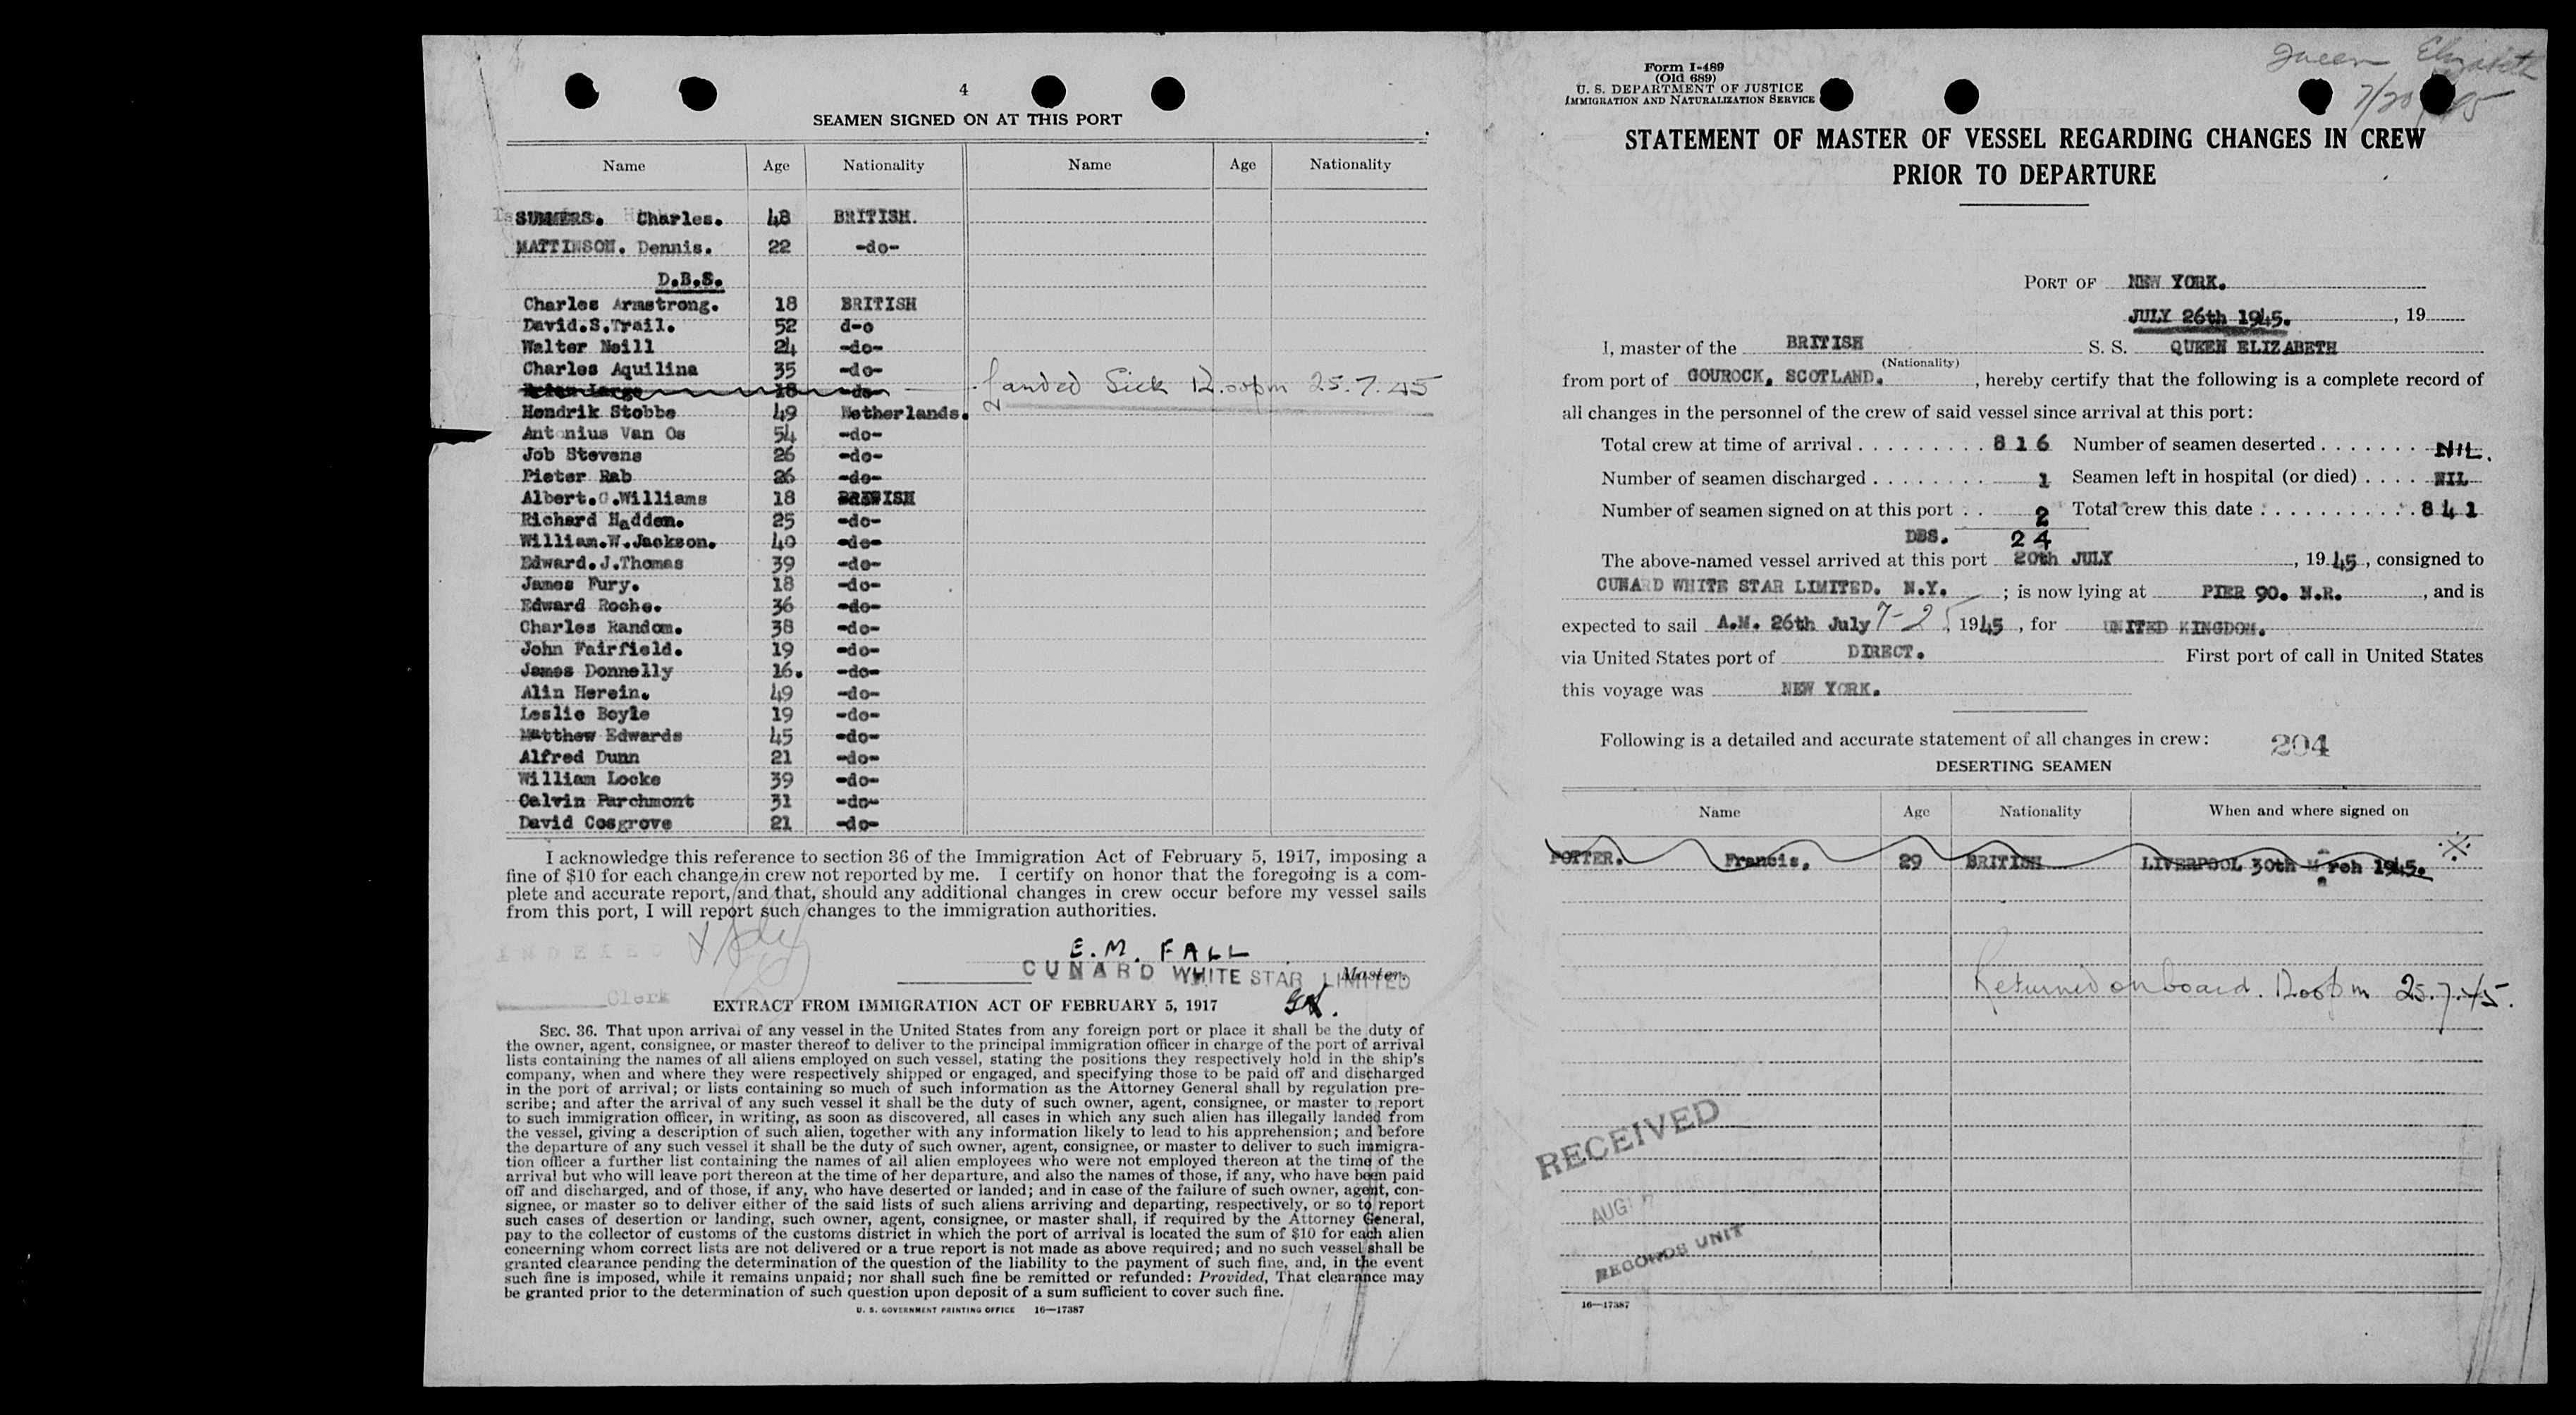 4
SEAMEN SIGNED ON AT THIS PORT
Name Age Nationality Name Age Nationality
SUMMERS. Charles. 48 BRITISH.
MATTINSON. Dennis. 22 -do-
D.B.S.
Charles Armstrong. 18 BRITISH
David.S.Trail. 52 d-o
Walter Neill 24 -do-
Charles Aquilina 35 -do-
Brian Large 18 -do- Landed Sick 12.00pm 25.7.45
Hendrik Stobbe 49 Netherlands.
Antonius Van Os 54 -do-
Job Stevens 26 -do-
Pieter Rab 26 -do-
Albert.G.Williams 18 BRITISH
Richard Hadden. 25 -do-
William.W.Jackson. 40 -do-
Edward.J.Thomas 39 -do-
James Fury. 18 -do-
Edward Roche. 36 -do-
Charles Random. 38 -do-
John Fairfield. 19 -do-
James Donnelly 16. -do-
Alin Herein. 49 -do-
Leslie Boyle 19 -do-
Matthew Edwards 45 -do-
Alfred Dunn 21 -do-
William Locke 39 -do-
Calvin Parchmont 31 -do-
David Cosgrove 21 -do-
I acknowledge this reference to section 36 of the Immigration Act of February 5, 1917, imposing a
fine of $10 for each change in crew not reported by me. I certify on honor that the foregoing is a com-
plete and accurate report, and that, should any additional changes in crew occur before my vessel sails
from this port, I will report such changes to the immigration authorities.
INDEXED
E. M. FALL
CUNARD WHITE STAR LIMITED
Master.
Clerk
EXTRACT FROM IMMIGRATION ACT OF FEBRUARY 5, 1917
SEC. 36. That upon arrival of any vessel in the United States from any foreign port or place it shall be the duty of
the owner, agent, consignee, or master thereof to deliver to the principal immigration officer in charge of the port of arrival
lists containing the names of all aliens employed on such vessel, stating the positions they respectively hold in the ship's
company, when and where they were respectively shipped or engaged, and specifying those to be paid off and discharged
in the port of arrival; or lists containing so much of such information as the Attorney General shall by regulation pre-
scribe; and after the arrival of any such vessel it shall be the duty of such owner, agent, consignee, or master to report
to such immigration officer, in writing, as soon as discovered, all cases in which any such alien has illegally landed from
the vessel, giving a description of such alien, together with any information likely to lead to his apprehension; and before
the departure of any such vessel it shall be the duty of such owner, agent, consignee, or master to deliver to such immigra-
tion officer a further list containing the names of all alien employees who were not employed thereon at the time of the
arrival but who will leave port thereon at the time of her departure, and also the names of those, if any, who have been paid
off and discharged, and of those, if any, who have deserted or landed; and in case of the failure of such owner, agent, con-
signee, or master so to deliver either of the said lists of such aliens arriving and departing, respectively, or so to report
such cases of desertion or landing, such owner, agent, consignee, or master shall, if required by the Attorney General,
pay to the collector of customs of the customs district in which the port of arrival is located the sum of $10 for each alien
concerning whom correct lists are not delivered or a true report is not made as above required; and no such vessel shall be
granted clearance pending the determination of the question of the liability to the payment of such fine, and, in the event
such fine is imposed, while it remains unpaid; nor shall such fine be remitted or refunded: Provided, That clearance may
be granted prior to the determination of such question upon deposit of a sum sufficient to cover such fine.
U. S. GOVERNMENT PRINTING OFFICE 16—17387
Queen Elizabeth
7/20/45
Form I-489
(Old 689)
U. S. DEPARTMENT OF JUSTICE
IMMIGRATION AND NATURALIZATION SERVICE
STATEMENT OF MASTER OF VESSEL REGARDING CHANGES IN CREW
PRIOR TO DEPARTURE
PORT OF NEW YORK.
JULY 26th 1945. , 19
I, master of the BRITISH S. S. QUEEN ELIZABETH
(Nationality)
from port of GOUROCK, SCOTLAND. , hereby certify that the following is a complete record of
all changes in the personnel of the crew of said vessel since arrival at this port:
Total crew at time of arrival . . . . . . . . . 816 Number of seamen deserted . . . . . . . . NIL.
Number of seamen discharged . . . . . . . . 1 Seamen left in hospital (or died) . . . . NIL
Number of seamen signed on at this port . . 2 Total crew this date . . . . . . . . . . . 841
DBS. 24
The above-named vessel arrived at this port 20th JULY , 1945 , consigned to
CUNARD WHITE STAR LIMITED. N.Y. ; is now lying at PIER 90. N.R. , and is
expected to sail A.M. 26th July 7-25 , 1945 , for UNITED KINGDOM.
via United States port of DIRECT. First port of call in United States
this voyage was NEW YORK.
Following is a detailed and accurate statement of all changes in crew: 204
DESERTING SEAMEN
Name Age Nationality When and where signed on
POTTER. Francis. 29 BRITISH LIVERPOOL 30th March 1945.
Returned on board. 12.00pm 25.7.45.
RECEIVED
AUG
RECORDS UNIT
16—17387